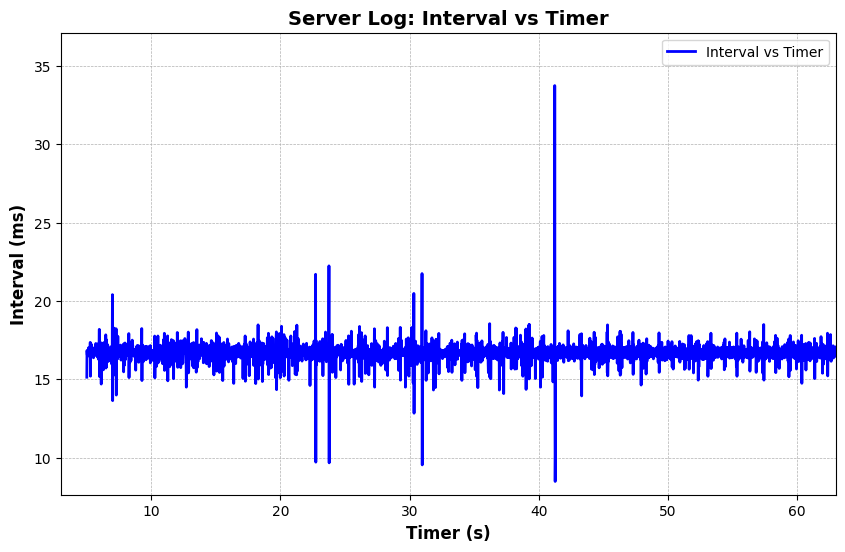 Server Log: Interval vs Timer
Interval vs Timer
35
30
25
20
15
10
Interval (ms)
10 20 30 40 50 60
Timer (s)